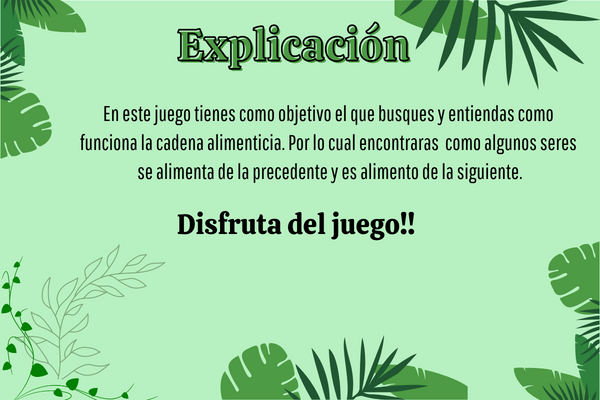 Explicación
En este juego tienes como objetivo el que busques y entiendas como
funciona la cadena alimenticia. Por lo cual encontraras como algunos seres
se alimenta de la precedente y es alimento de la siguiente.
Disfruta del juego!!